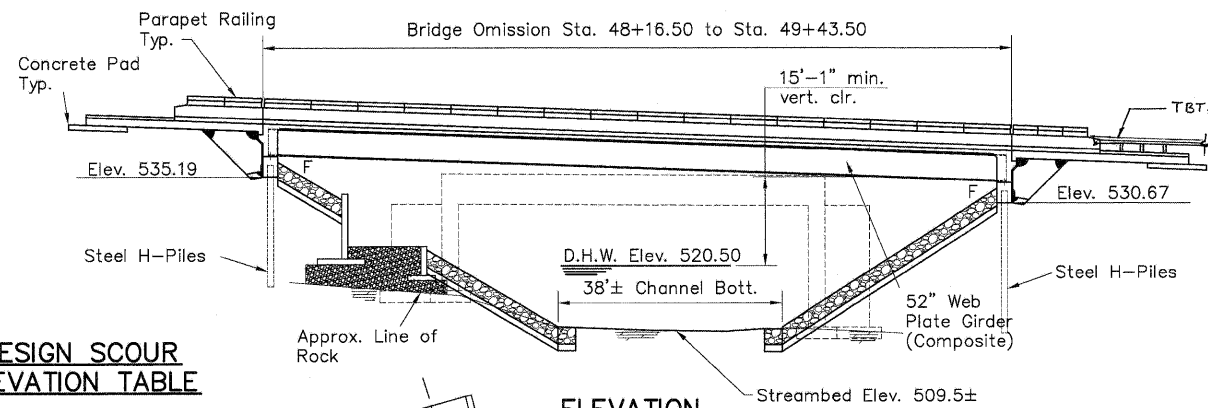 Parapet Railing
Typ.
Bridge Omission Sta. 48+16.50 to Sta. 49+43.50
Concrete Pad
Typ.
15'-1" min.
vert. clr.
TBT,
F
Elev. 535.19
F
Elev. 530.67
Steel H-Piles
D.H.W. Elev. 520.50
Steel H-Piles
38'± Channel Bott.
52" Web
Plate Girder
(Composite)
Approx. Line of
Rock
ESIGN SCOUR
EVATION TABLE
Streambed Elev. 509.5±
ELEVATION